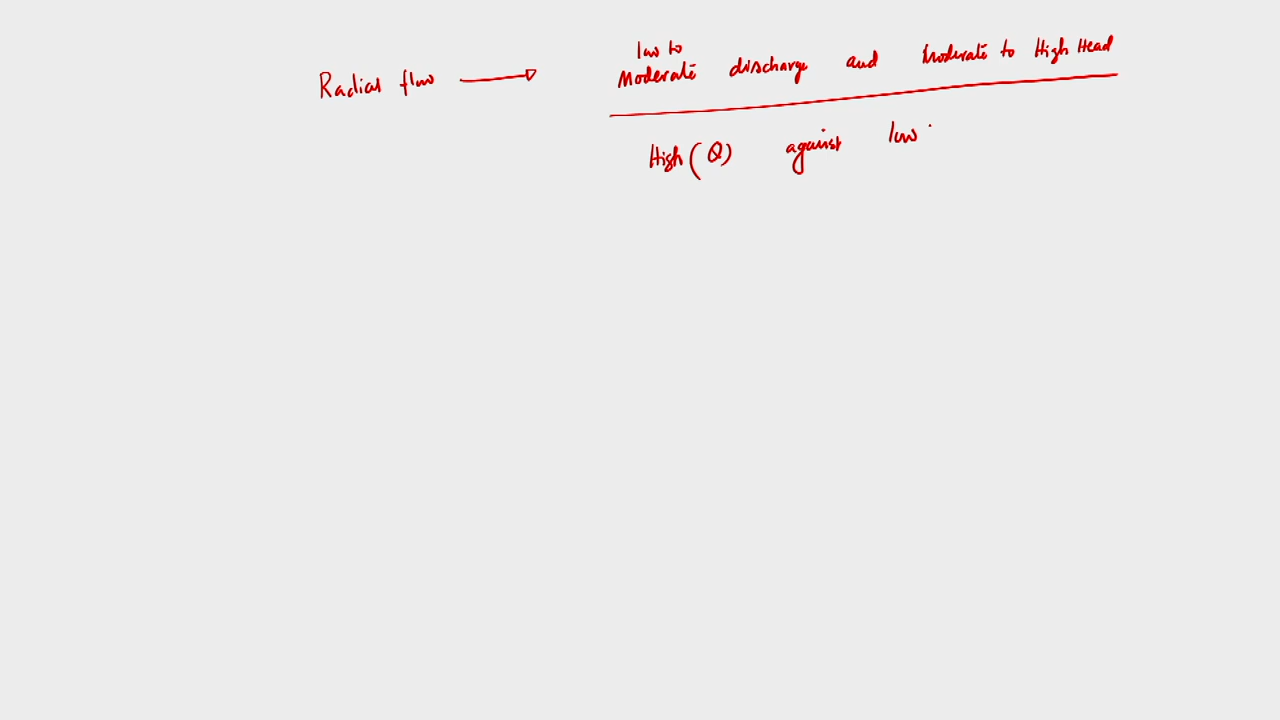 low to
Radial flow → Moderate discharge and Moderate to High Head
High (Q) against low